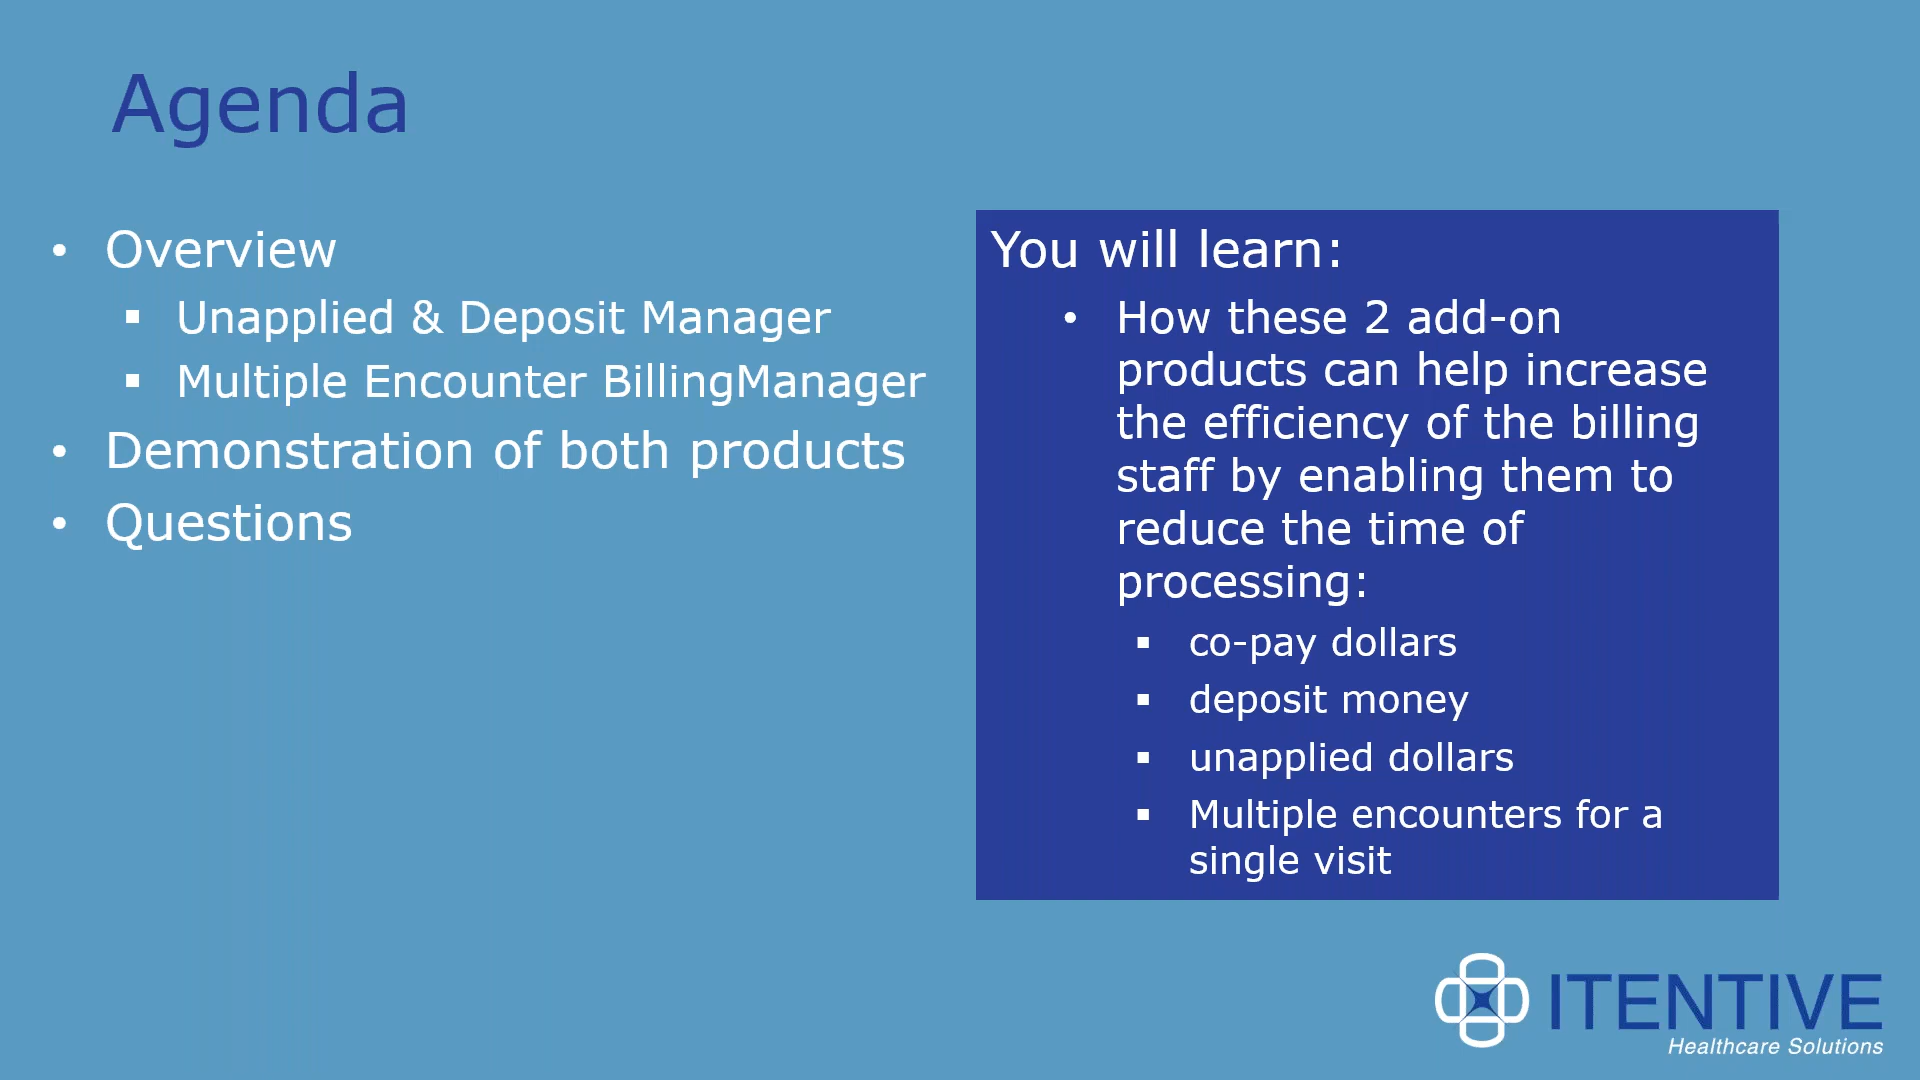 Agenda
• Overview
▪ Unapplied & Deposit Manager
▪ Multiple Encounter BillingManager
• Demonstration of both products
• Questions
You will learn:
• How these 2 add-on
products can help increase
the efficiency of the billing
staff by enabling them to
reduce the time of
processing:
▪ co-pay dollars
▪ deposit money
▪ unapplied dollars
▪ Multiple encounters for a
single visit
ITENTIVE
Healthcare Solutions